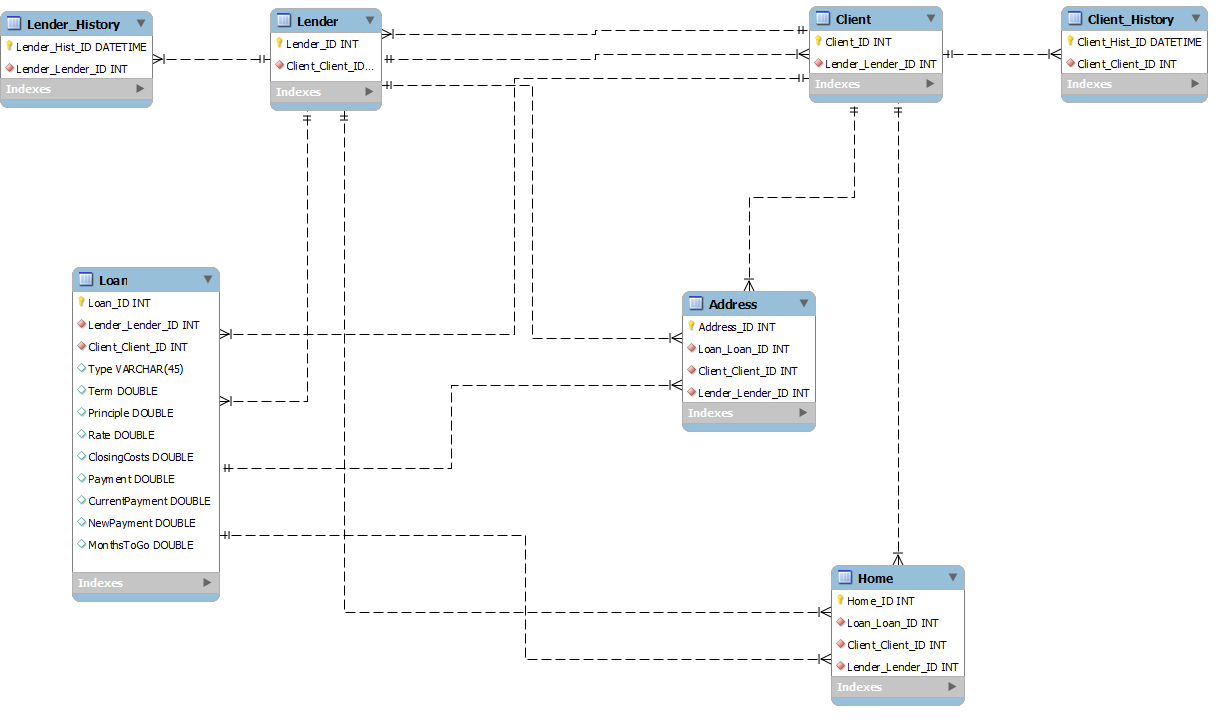 Lender_History
Lender_Hist_ID DATETIME
Lender_Lender_ID INT
Indexes
Lender
Lender_ID INT
Client_Client_ID...
Indexes
Client
Client_ID INT
Lender_Lender_ID INT
Indexes
Client_History
Client_Hist_ID DATETIME
Client_Client_ID INT
Indexes
Loan
Loan_ID INT
Lender_Lender_ID INT
Client_Client_ID INT
Type VARCHAR(45)
Term DOUBLE
Principle DOUBLE
Rate DOUBLE
ClosingCosts DOUBLE
Payment DOUBLE
CurrentPayment DOUBLE
NewPayment DOUBLE
MonthsToGo DOUBLE
Indexes
Address
Address_ID INT
Loan_Loan_ID INT
Client_Client_ID INT
Lender_Lender_ID INT
Indexes
Home
Home_ID INT
Loan_Loan_ID INT
Client_Client_ID INT
Lender_Lender_ID INT
Indexes